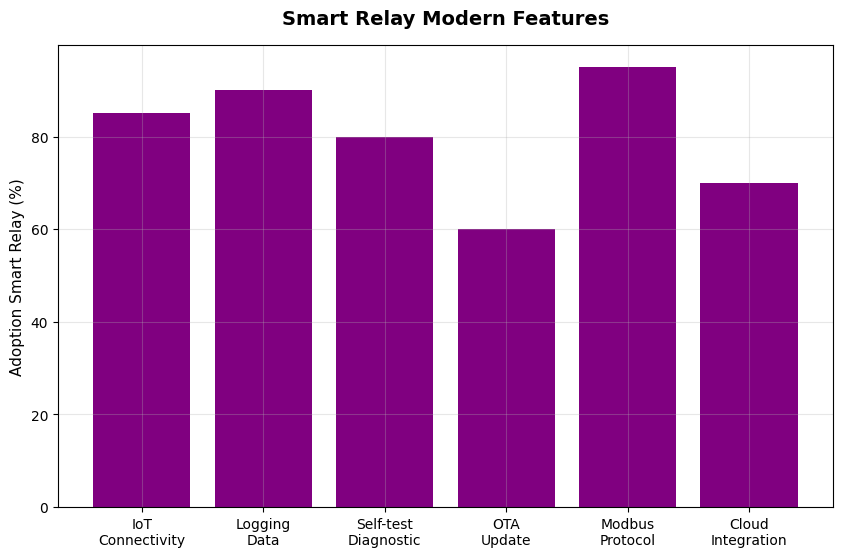 Smart Relay Modern Features
Adoption Smart Relay (%)
80
60
40
20
0
IoT
Connectivity
Logging
Data
Self-test
Diagnostic
OTA
Update
Modbus
Protocol
Cloud
Integration